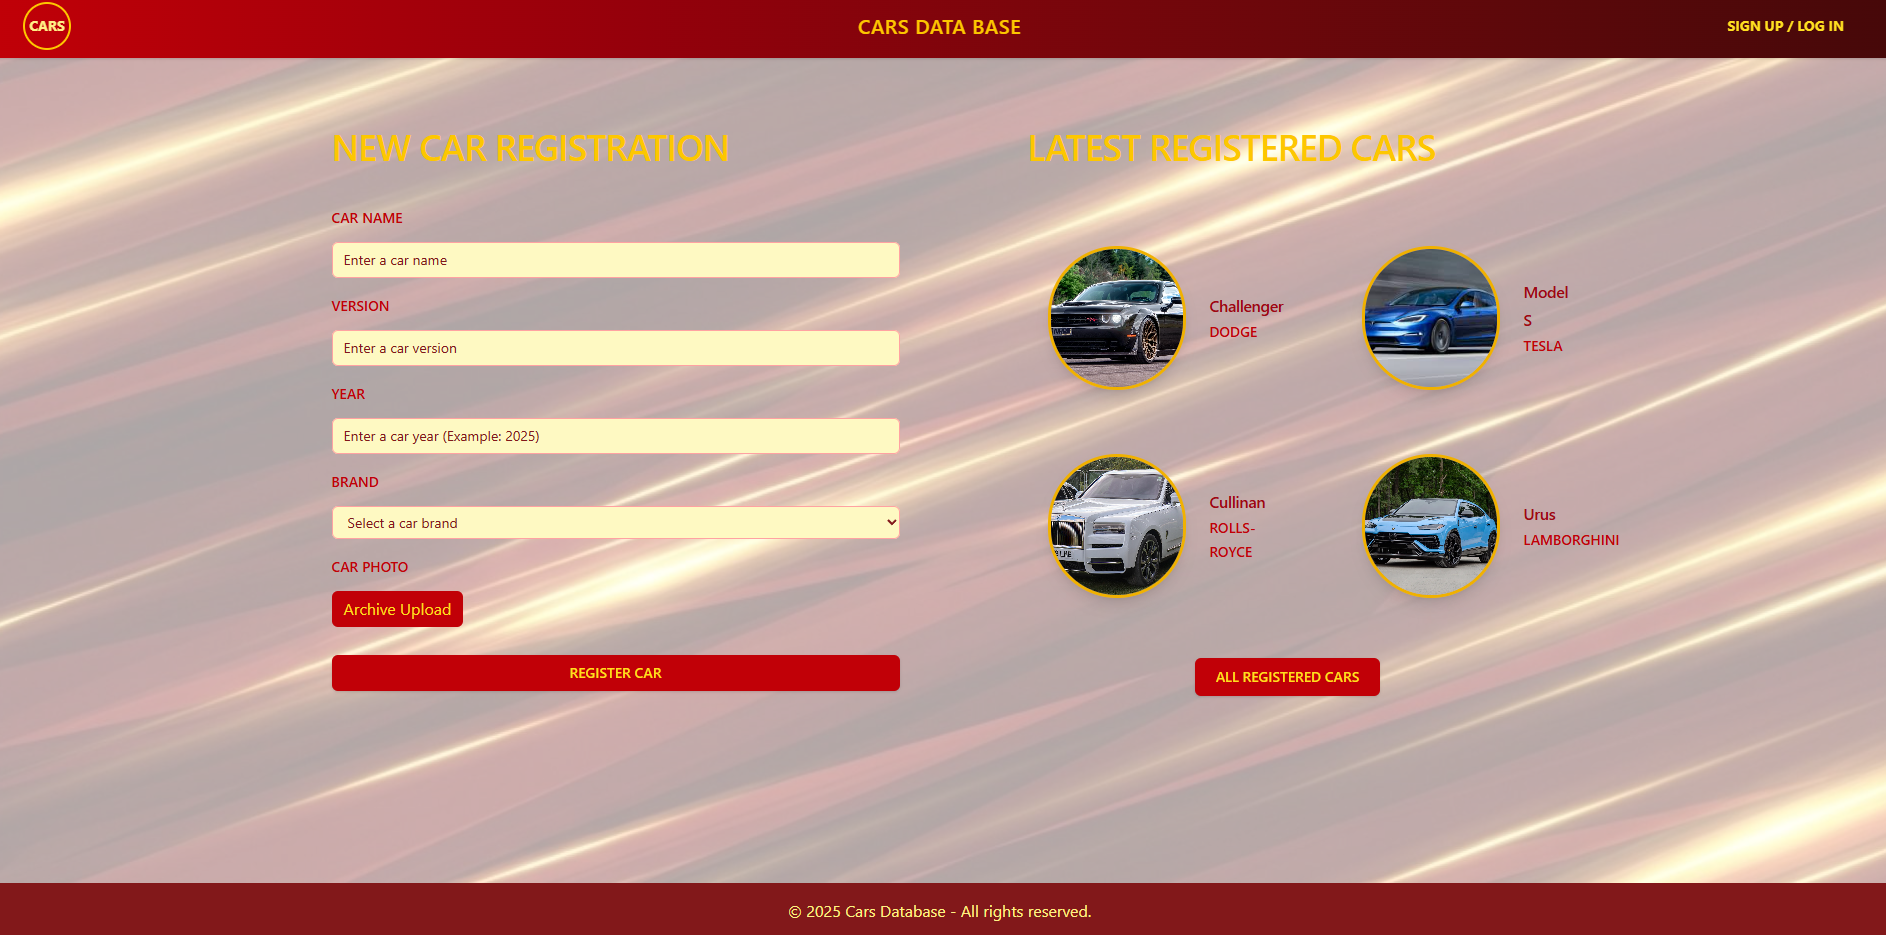 CARS
CARS DATA BASE
SIGN UP / LOG IN
NEW CAR REGISTRATION
CAR NAME
Enter a car name
VERSION
Enter a car version
YEAR
Enter a car year (Example: 2025)
BRAND
Select a car brand
CAR PHOTO
Archive Upload
REGISTER CAR
LATEST REGISTERED CARS
Challenger
DODGE
Model
S
TESLA
Cullinan
ROLLS-
ROYCE
Urus
LAMBORGHINI
ALL REGISTERED CARS
© 2025 Cars Database - All rights reserved.